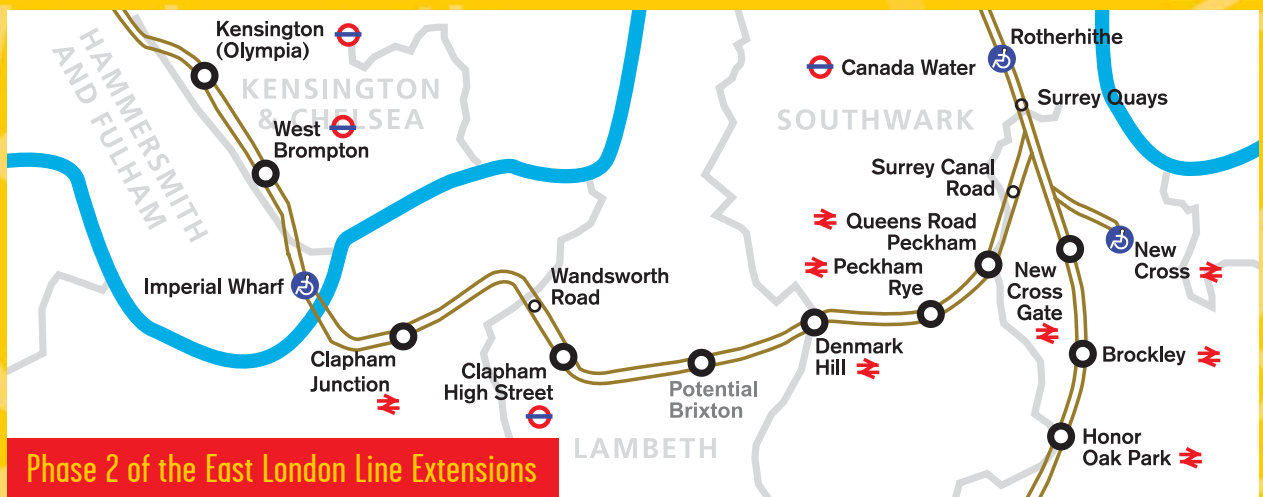 Kensington
(Olympia)
HAMMERSMITH
AND FULHAM
KENSINGTON
& CHELSEA
West
Brompton
Imperial Wharf
Clapham
Junction
Wandsworth
Road
Clapham
High Street
Potential
Brixton
LAMBETH
Denmark
Hill
Peckham
Rye
Queens Road
Peckham
Surrey Canal
Road
SOUTHWARK
Canada Water
Rotherhithe
Surrey Quays
New
Cross
New
Cross
Gate
Brockley
Honor
Oak Park
Phase 2 of the East London Line Extensions